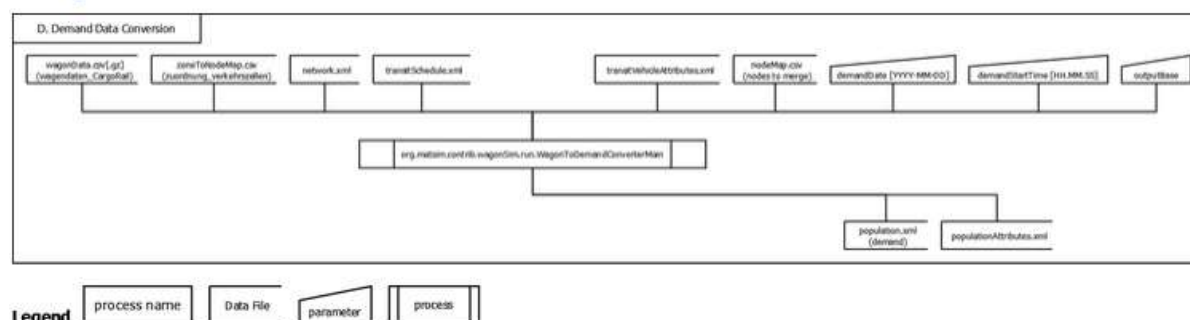 D. Demand Data Conversion
wagonData.csv[.gz]
(wagendaten_CargoRail)
zoneToNodeMap.csv
(zuordnung_verkehrszellen)
network.xml
transitSchedule.xml
transitVehicleAttributes.xml
nodeMap.csv
(nodes to merge)
demandDate [YYYY-MM-DD]
demandStartTime [HH.MM.SS]
outputBase
org.matsim.contrib.wagonSim.run.WagonToDemandConverterMain
population.xml
(demand)
populationAttributes.xml
Legend
process name
Data File
parameter
process